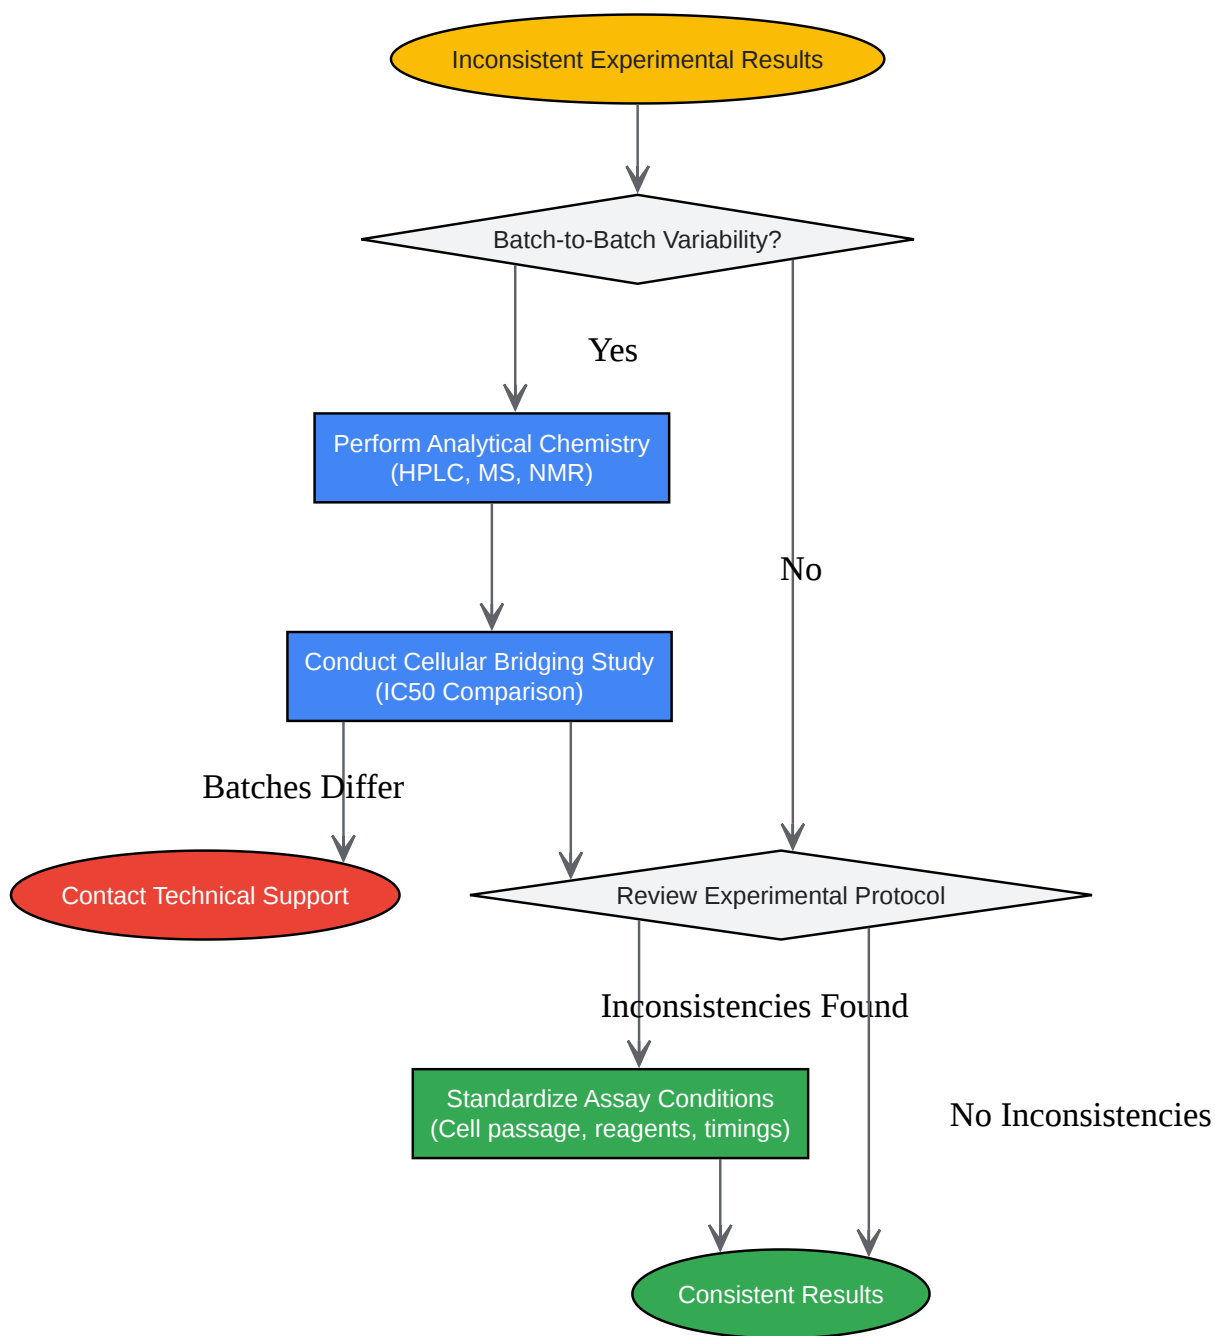 Inconsistent Experimental Results
Batch-to-Batch Variability?
Yes
Perform Analytical Chemistry
(HPLC, MS, NMR)
No
Conduct Cellular Bridging Study
(IC50 Comparison)
Batches Differ
Contact Technical Support
Review Experimental Protocol
Inconsistencies Found
Standardize Assay Conditions
(Cell passage, reagents, timings)
No Inconsistencies
Consistent Results